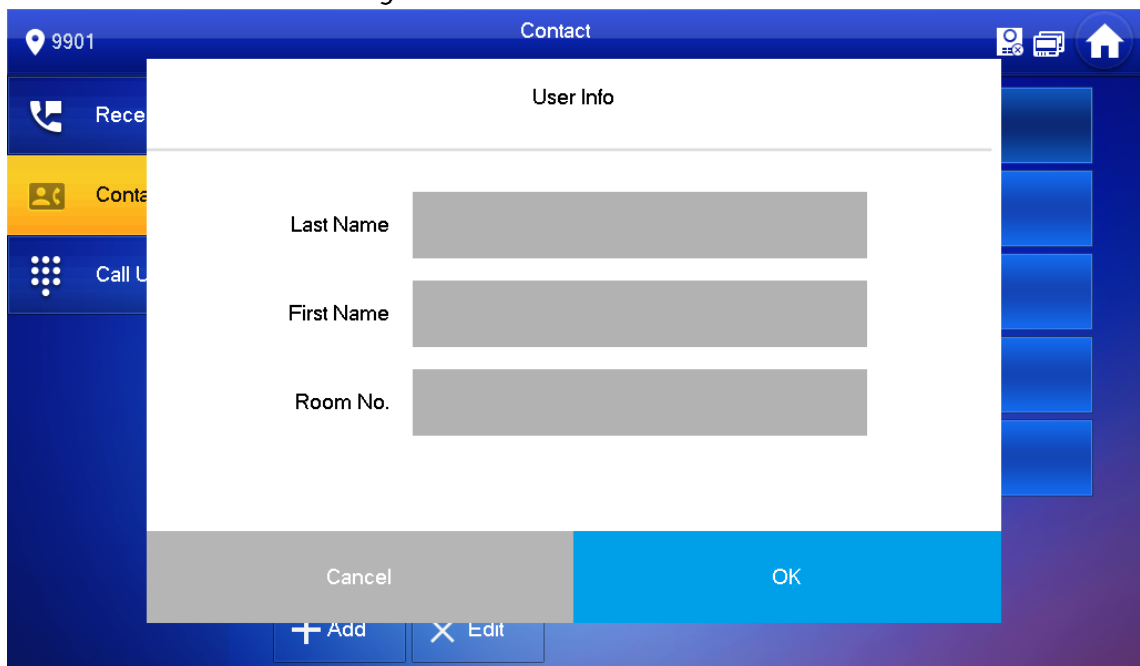 Contact
9901
User Info
Rece
Conta
Last Name
Call U
First Name
Room No.
Cancel
OK
Add
Edit